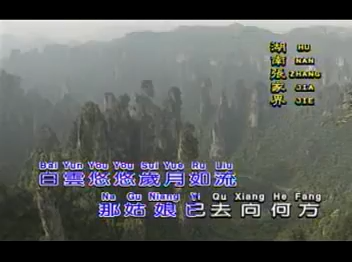 湖 HU
南 NAN
張 ZHANG
家 JIA
界 JIE
Bai Yun You You Sui Yue Ru Liu
白雲悠悠歲月如流
Na Gu Niang Yi Qu Xiang He Fang
那姑娘已去向何方